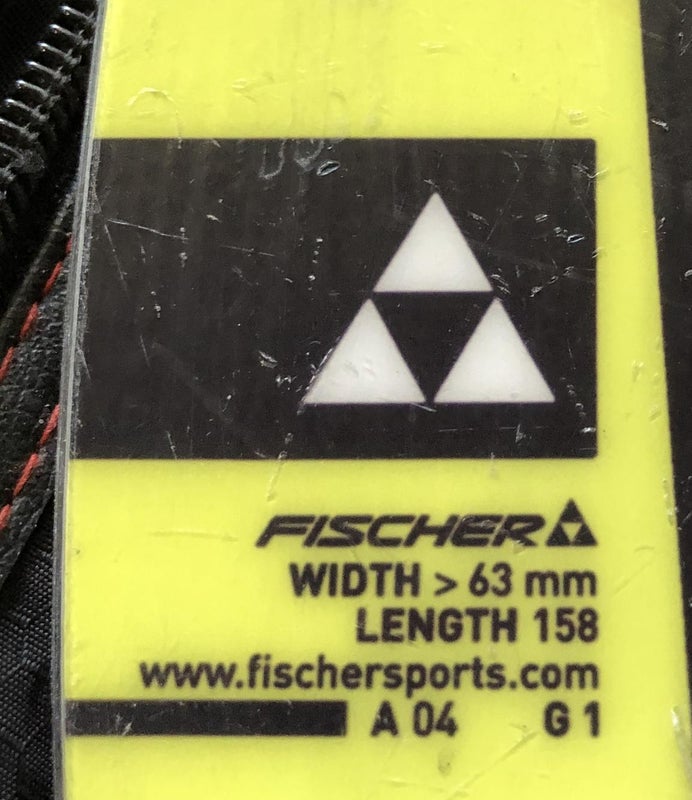 FISCHER
WIDTH > 63 mm
LENGTH 158
www.fischersports.com
A 04 G 1